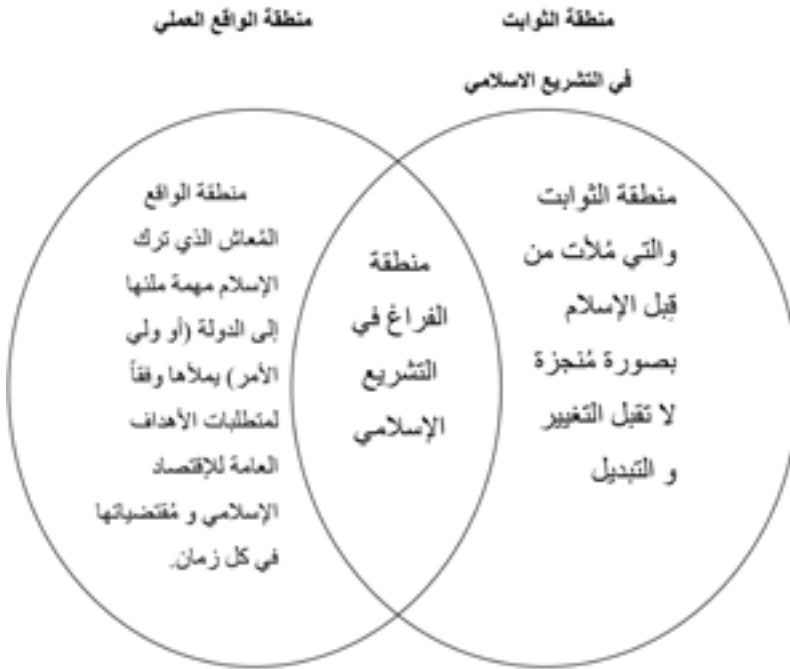 منطقة الثوابت
في التشريع الاسلامي
منطقة الواقع العملي
منطقة الثوابت
والتي مُلأت من
قِبل الإسلام
بصورة مُنجزة
لا تقبل التغيير
و التبديل
منطقة
الفراغ في
التشريع
الإسلامي
منطقة الواقع
المُعاش الذي ترك
الإسلام مهمة ملئها
إلى الدولة (أو ولي
الأمر) يملأها وفقاً
لمتطلبات الأهداف
العامة للإقتصاد
الإسلامي و مُقتضياتها
في كل زمان.